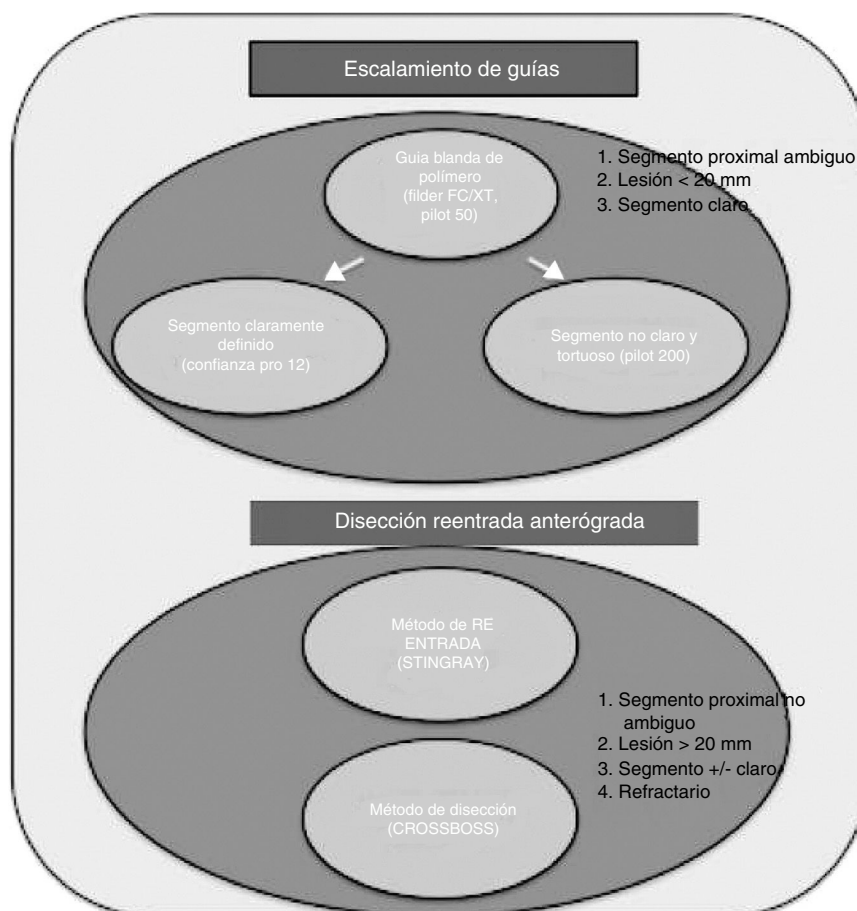 Escalamiento de guías
Guia blanda de
polímero
(filder FC/XT,
pilot 50)
1. Segmento proximal ambiguo
2. Lesión < 20 mm
3. Segmento claro
Segmento claramente
definido
(confianza pro 12)
Segmento no claro y
tortuoso (pilot 200)
Disección reentrada anterógrada
Método de RE
ENTRADA
(STINGRAY)
1. Segmento proximal no
ambiguo
2. Lesión > 20 mm
3. Segmento +/- claro
4. Refractario
Método de disección
(CROSSBOSS)